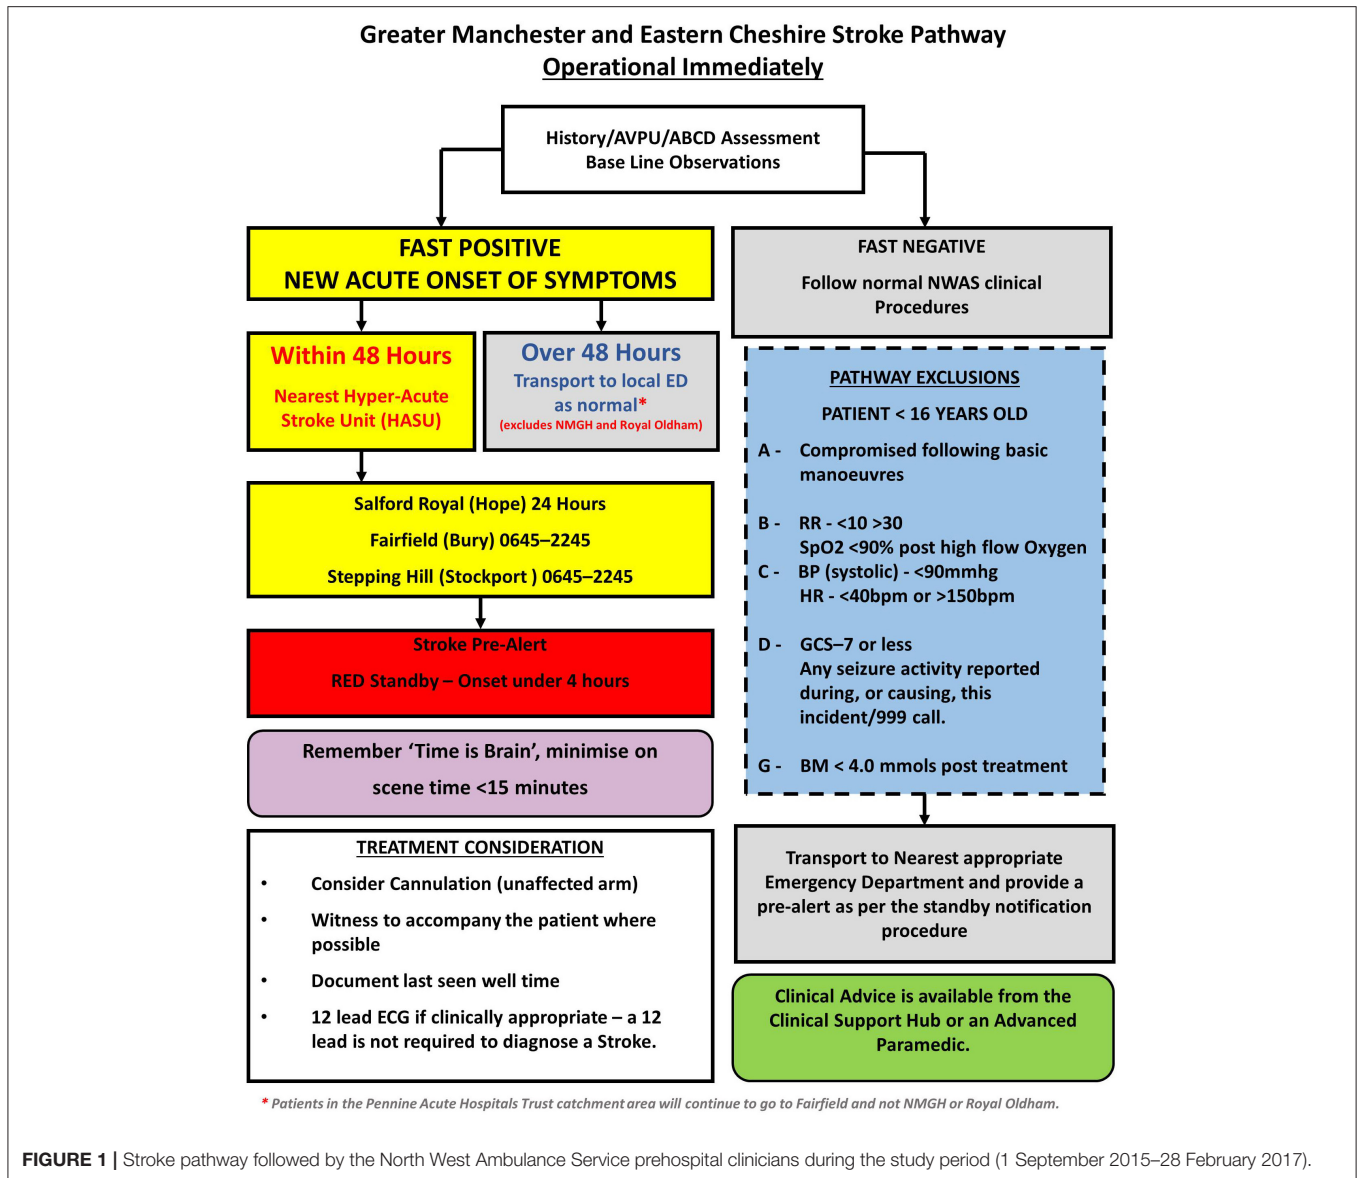 Greater Manchester and Eastern Cheshire Stroke Pathway
Operational Immediately
History/AVPU/ABCD Assessment
Base Line Observations
FAST POSITIVE
NEW ACUTE ONSET OF SYMPTOMS
Within 48 Hours
Nearest Hyper-Acute
Stroke Unit (HASU)
Over 48 Hours
Transport to local ED
as normal*
(excludes NMGH and Royal Oldham)
Salford Royal (Hope) 24 Hours
Fairfield (Bury) 0645–2245
Stepping Hill (Stockport ) 0645–2245
Stroke Pre-Alert
RED Standby – Onset under 4 hours
Remember ‘Time is Brain’, minimise on
scene time <15 minutes
TREATMENT CONSIDERATION
• Consider Cannulation (unaffected arm)
• Witness to accompany the patient where
possible
• Document last seen well time
• 12 lead ECG if clinically appropriate – a 12
lead is not required to diagnose a Stroke.
FAST NEGATIVE
Follow normal NWAS clinical
Procedures
PATHWAY EXCLUSIONS
PATIENT < 16 YEARS OLD
A - Compromised following basic
manoeuvres
B - RR - <10 >30
SpO2 <90% post high flow Oxygen
C - BP (systolic) - <90mmhg
HR - <40bpm or >150bpm
D - GCS–7 or less
Any seizure activity reported
during, or causing, this
incident/999 call.
G - BM < 4.0 mmols post treatment
Transport to Nearest appropriate
Emergency Department and provide a
pre-alert as per the standby notification
procedure
Clinical Advice is available from the
Clinical Support Hub or an Advanced
Paramedic.
* Patients in the Pennine Acute Hospitals Trust catchment area will continue to go to Fairfield and not NMGH or Royal Oldham.
FIGURE 1 | Stroke pathway followed by the North West Ambulance Service prehospital clinicians during the study period (1 September 2015–28 February 2017).